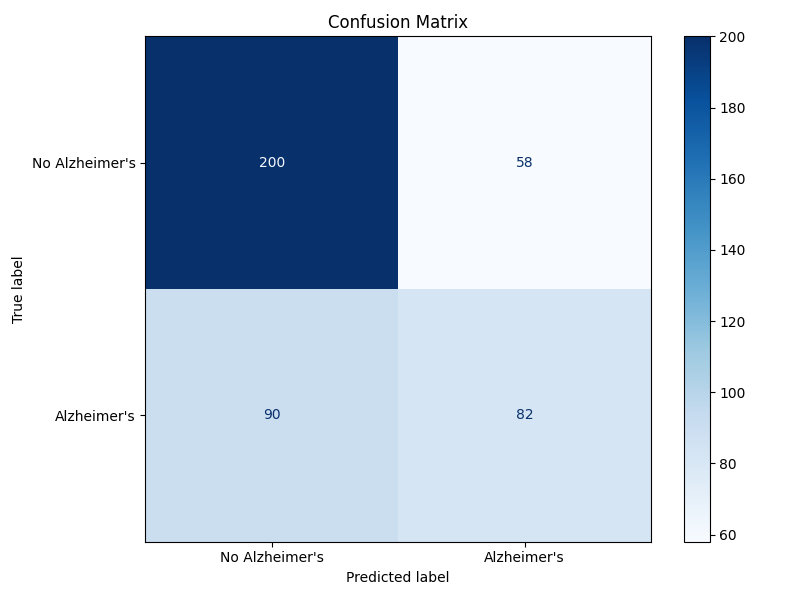 Confusion Matrix
No Alzheimer's
200
58
Alzheimer's
90
82
True label
No Alzheimer's
Alzheimer's
Predicted label
200
180
160
140
120
100
80
60